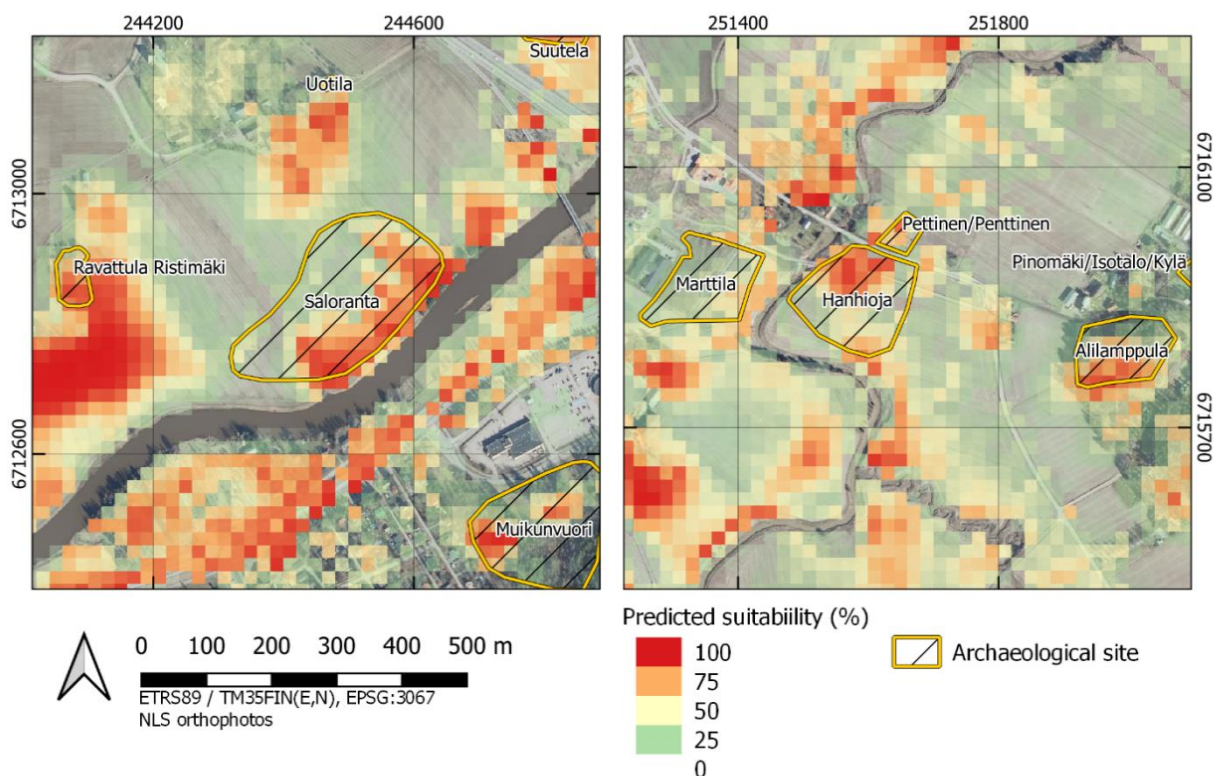 244200
244600
251400
251800
Suutela
Uotila
6713000
6716100
Pettinen/Penttinen
Ravattula Ristimäki
Marttila
Pinomäki/Isotalo/Kylä
Saloranta
Hanhioja
Alilamppula
6712600
6715700
Muikunvuori
Predicted suitabiility (%)
0 100 200 300 400 500 m
100
Archaeological site
75
ETRS89 / TM35FIN(E,N), EPSG:3067
50
NLS orthophotos
25
0